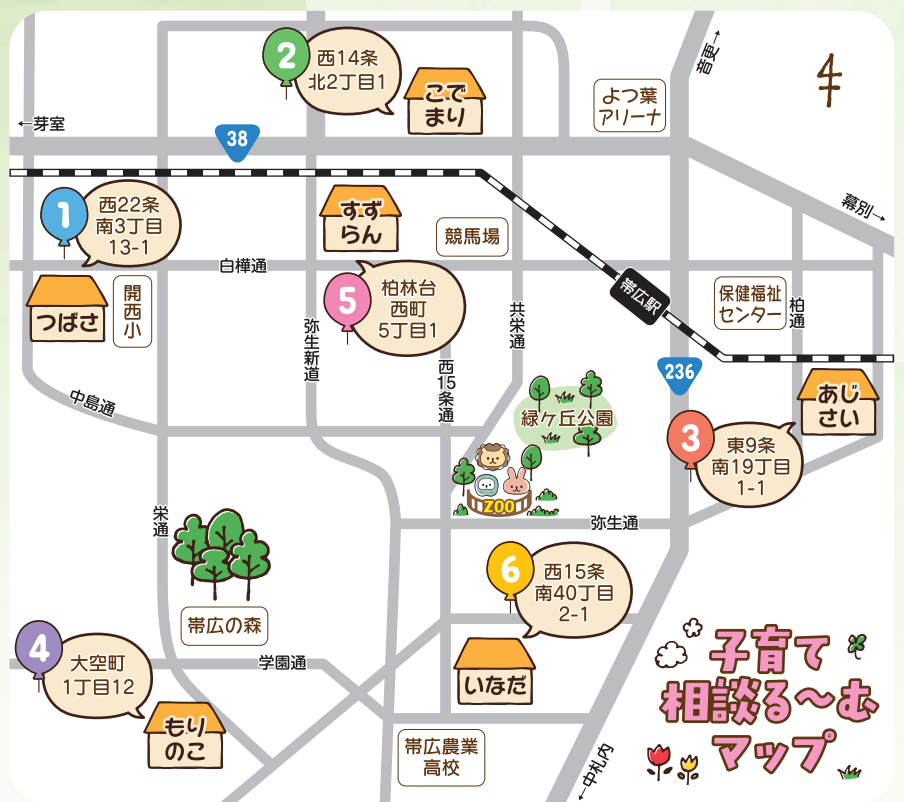 音更→
2
西14条
北2丁目1
こで
まり
よつ葉
アリーナ
←芽室
38
1
西22条
南3丁目
13-1
すず
らん
競馬場
幕別→
白樺通
つばさ
開
西
小
5
柏林台
西町
5丁目1
帯広駅
保健福祉
センター
柏通
共栄通
弥生新道
西15条通
中島通
236
あじ
さい
緑ヶ丘公園
3
東9条
南19丁目
1-1
ZOO
栄通
弥生通
6
西15条
南40丁目
2-1
帯広の森
4
大空町
1丁目12
学園通
いなだ
もり
のこ
帯広農業
高校
←中札内
子育て
相談る〜む
マップ